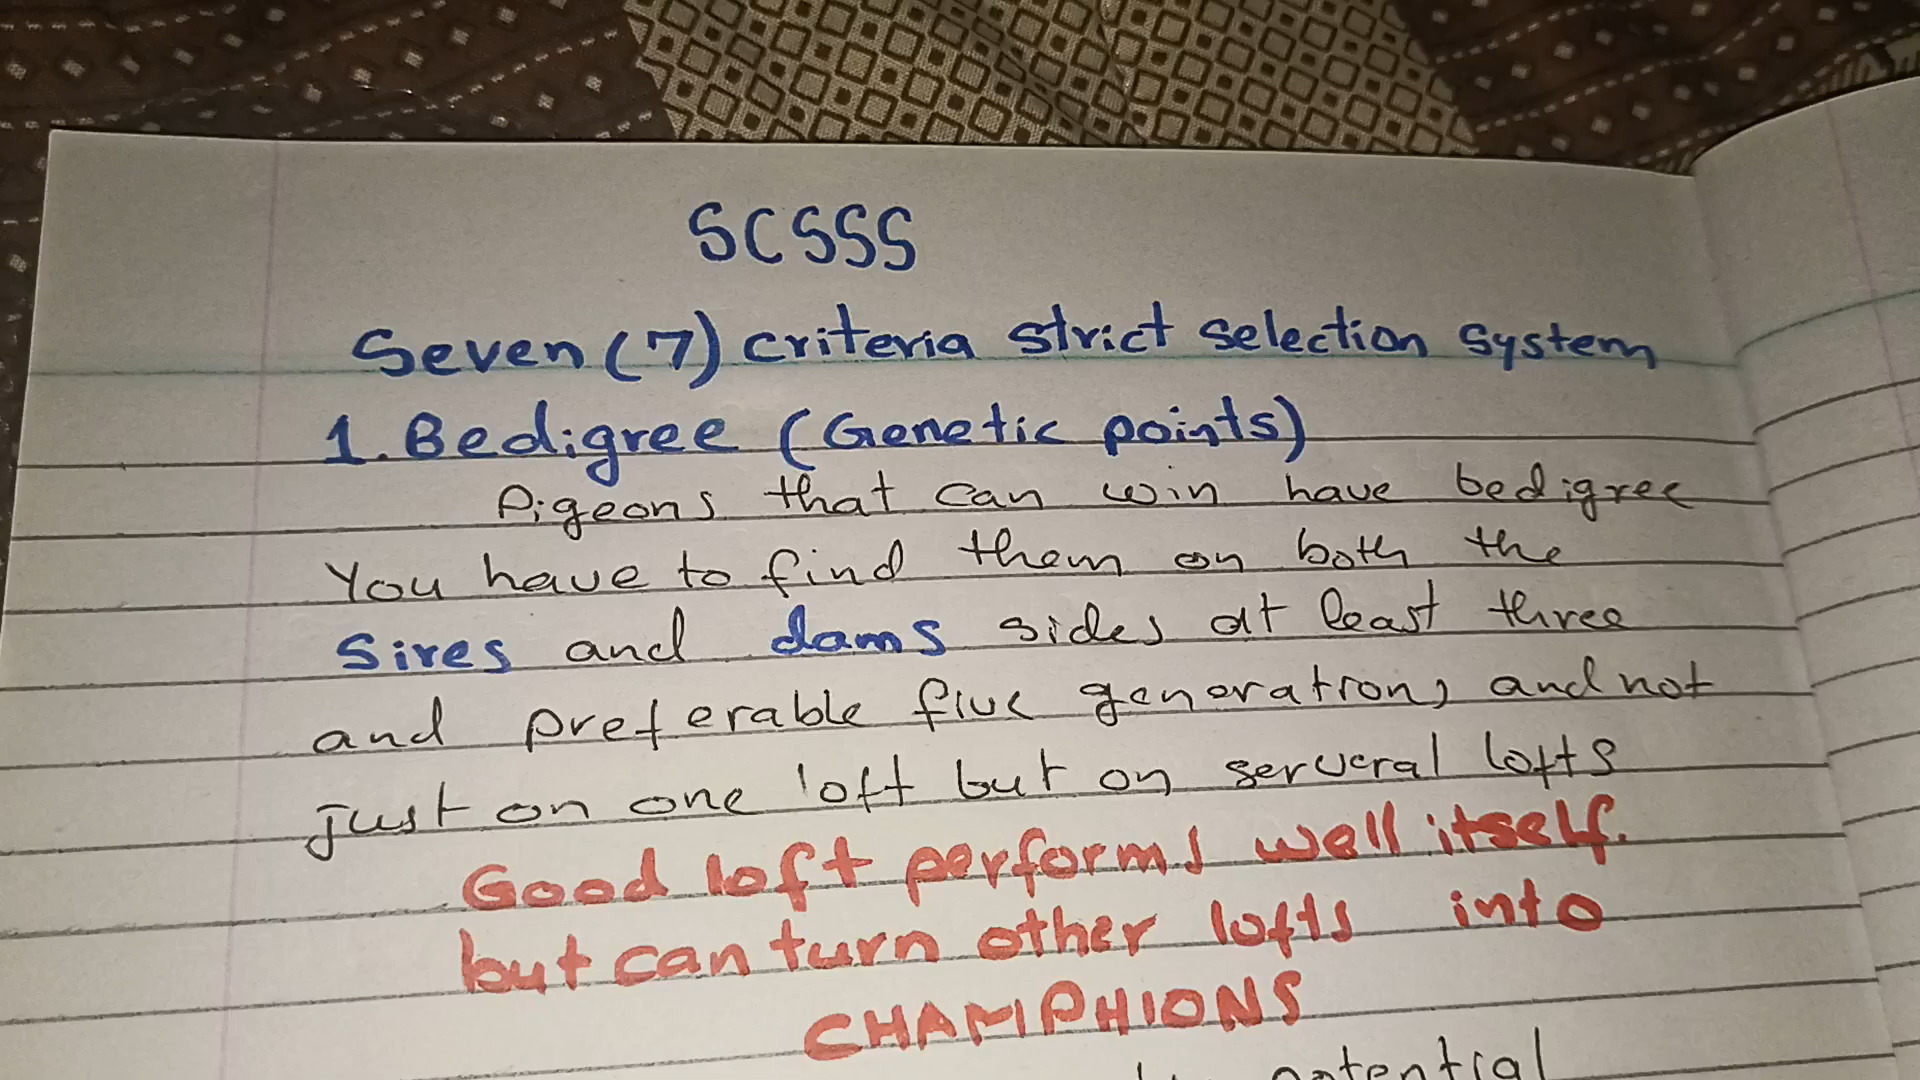 SCSSS
Seven (7) criteria strict selection system
1. Bedigree (Genetic points)
Pigeons that can win have bedigree
You have to find them on both the
Sires and dams sides at least three
and preferable five generations and not
just on one loft but on serveral lofts
Good loft performs well itself.
but can turn other lofts into
CHAMPHIONS
potential